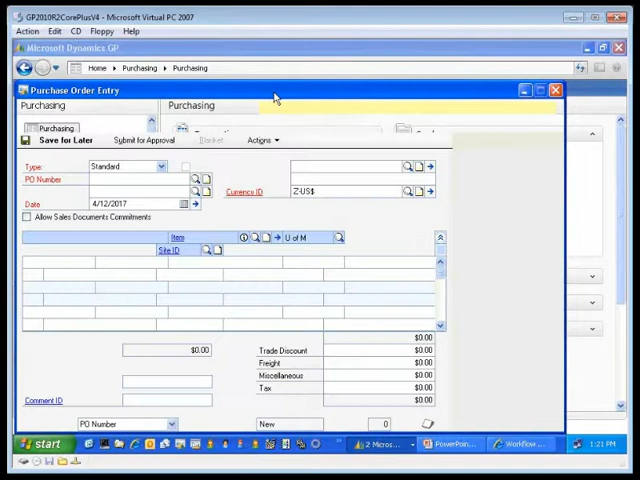 GP2010R2CorePlusV4 - Microsoft Virtual PC 2007
Action Edit CD Floppy Help
Microsoft Dynamics GP
Home Purchasing Purchasing
Purchase Order Entry
Purchasing Purchasing
Purchasing
Save for Later Submit for Approval Blanket Actions
Type: Standard
PO Number
Currency ID Z-US$
Date 4/12/2017
Allow Sales Documents Commitments
Item U of M
Site ID
$0.00
$0.00 Trade Discount $0.00
Freight $0.00
Miscellaneous $0.00
Tax $0.00
Comment ID $0.00
PO Number New 0
start 2 Micros... PowerPoin... Workflow ... 1:21 PM